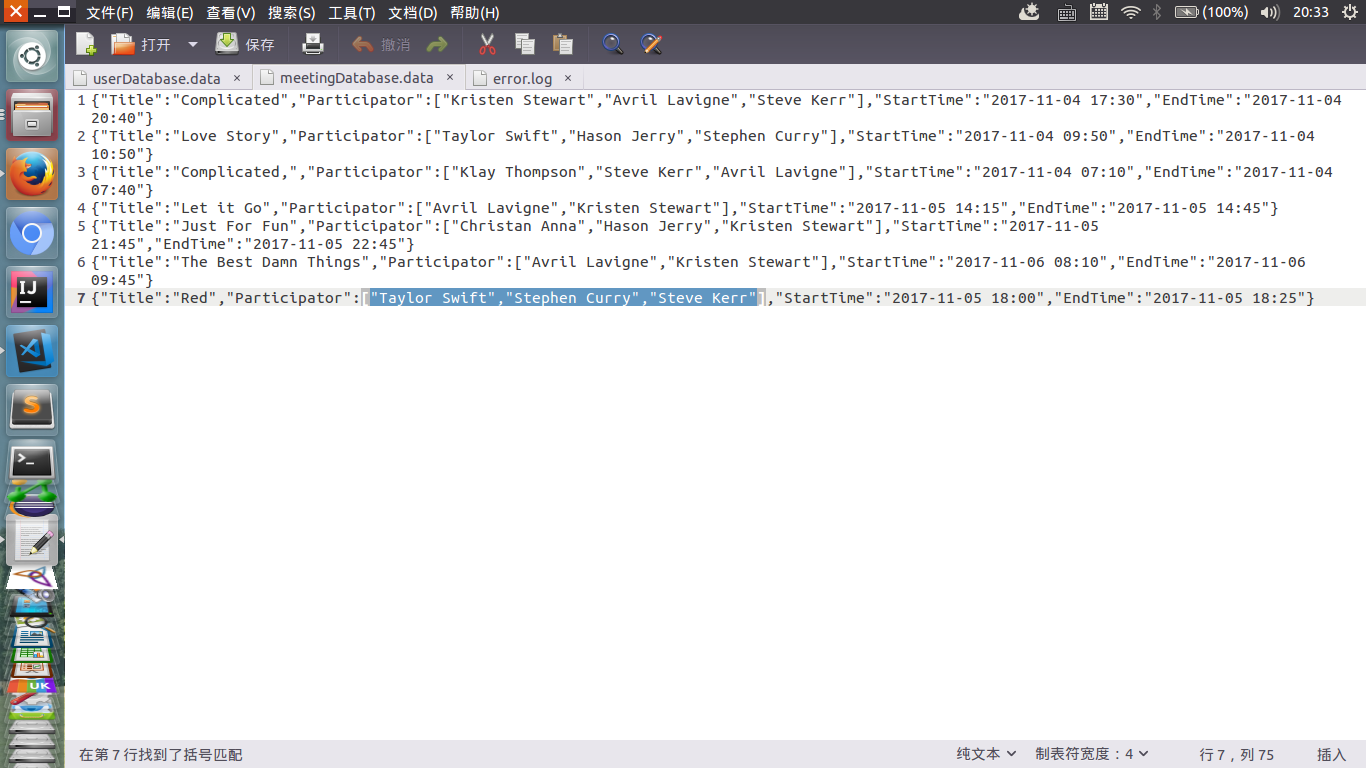 文件(F) 编辑(E) 查看(V) 搜索(S) 工具(T) 文档(D) 帮助(H) (100%) 20:33
打开 保存 撤消
userDatabase.data × meetingDatabase.data × error.log ×
1 {"Title":"Complicated","Participator":["Kristen Stewart","Avril Lavigne","Steve Kerr"],"StartTime":"2017-11-04 17:30","EndTime":"2017-11-04
20:40"}
2 {"Title":"Love Story","Participator":["Taylor Swift","Hason Jerry","Stephen Curry"],"StartTime":"2017-11-04 09:50","EndTime":"2017-11-04
10:50"}
3 {"Title":"Complicated,","Participator":["Klay Thompson","Steve Kerr","Avril Lavigne"],"StartTime":"2017-11-04 07:10","EndTime":"2017-11-04
07:40"}
4 {"Title":"Let it Go","Participator":["Avril Lavigne","Kristen Stewart"],"StartTime":"2017-11-05 14:15","EndTime":"2017-11-05 14:45"}
5 {"Title":"Just For Fun","Participator":["Christan Anna","Hason Jerry","Kristen Stewart"],"StartTime":"2017-11-05
21:45","EndTime":"2017-11-05 22:45"}
6 {"Title":"The Best Damn Things","Participator":["Avril Lavigne","Kristen Stewart"],"StartTime":"2017-11-06 08:10","EndTime":"2017-11-06
09:45"}
7 {"Title":"Red","Participator":["Taylor Swift","Stephen Curry","Steve Kerr"],"StartTime":"2017-11-05 18:00","EndTime":"2017-11-05 18:25"}
IJ
S
>_
UK
在第 7 行找到了括号匹配 纯文本 制表符宽度：4 行 7，列 75 插入